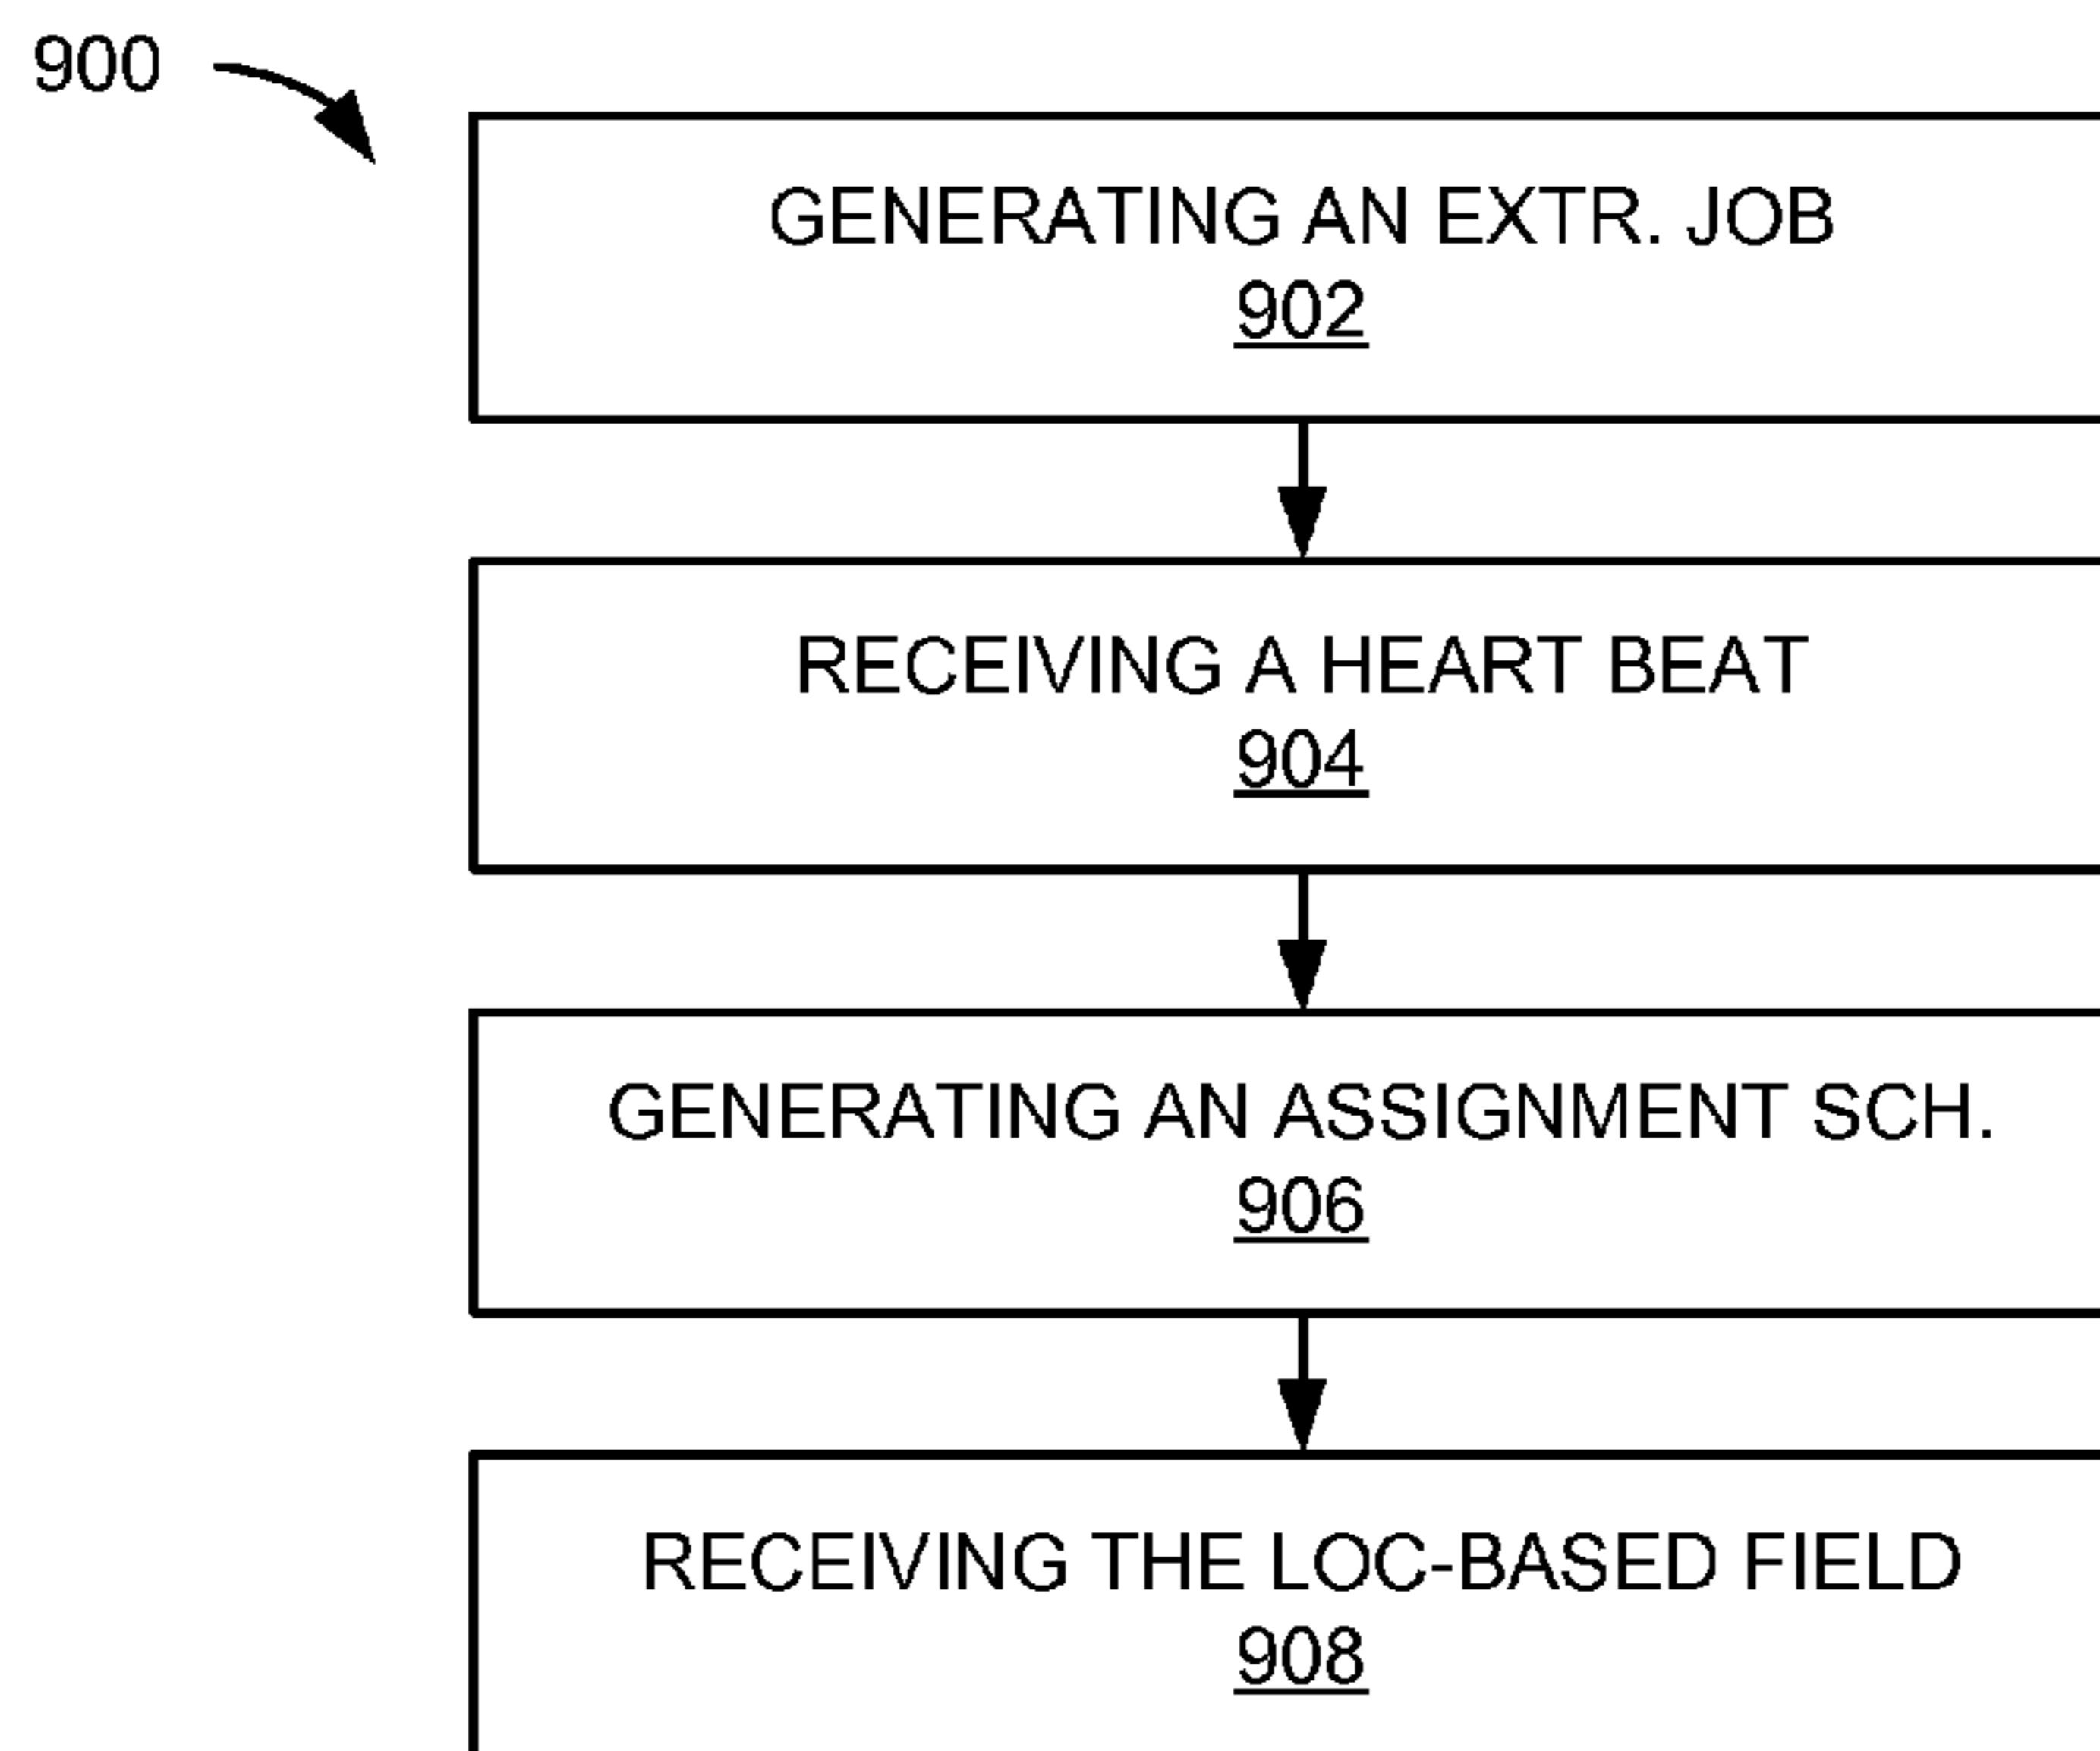 900
GENERATING AN EXTR. JOB
902
RECEIVING A HEART BEAT
904
GENERATING AN ASSIGNMENT SCH.
906
RECEIVING THE LOC-BASED FIELD
908